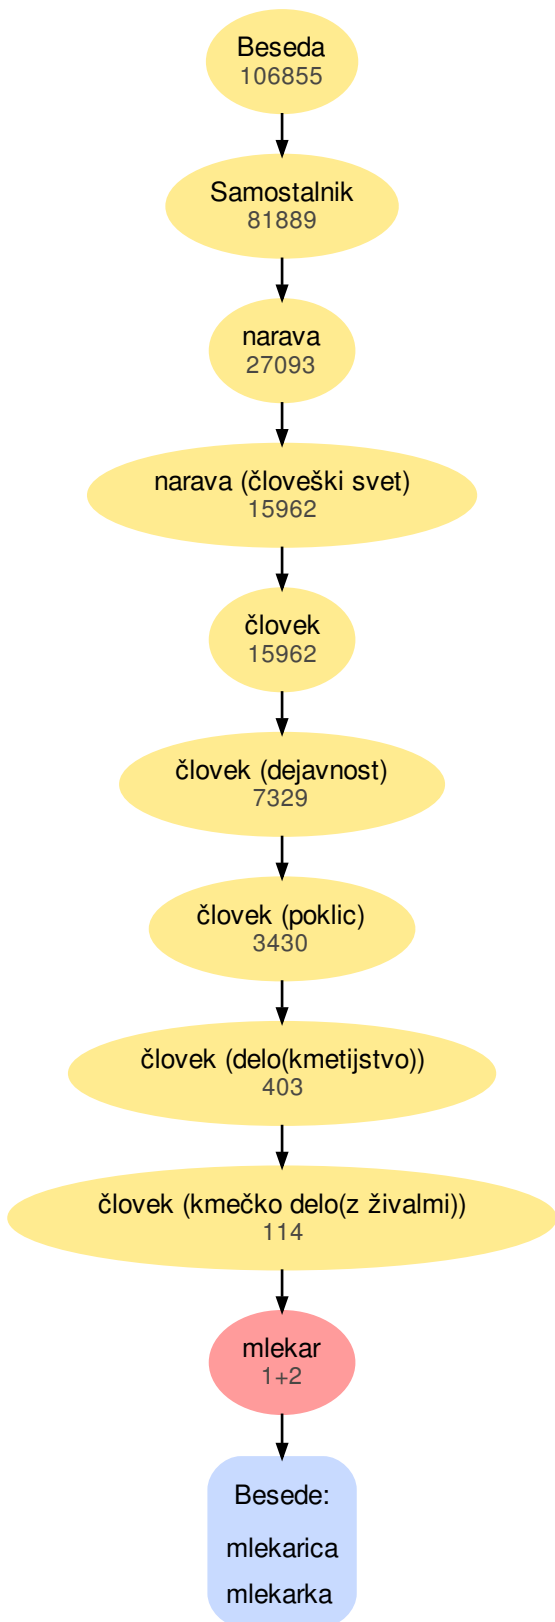 Beseda
106855
Samostalnik
81889
narava
27093
narava (človeški svet)
15962
človek
15962
človek (dejavnost)
7329
človek (poklic)
3430
človek (delo(kmetijstvo))
403
človek (kmečko delo(z živalmi))
114
mlekar
1+2
Besede:
mlekarica
mlekarka